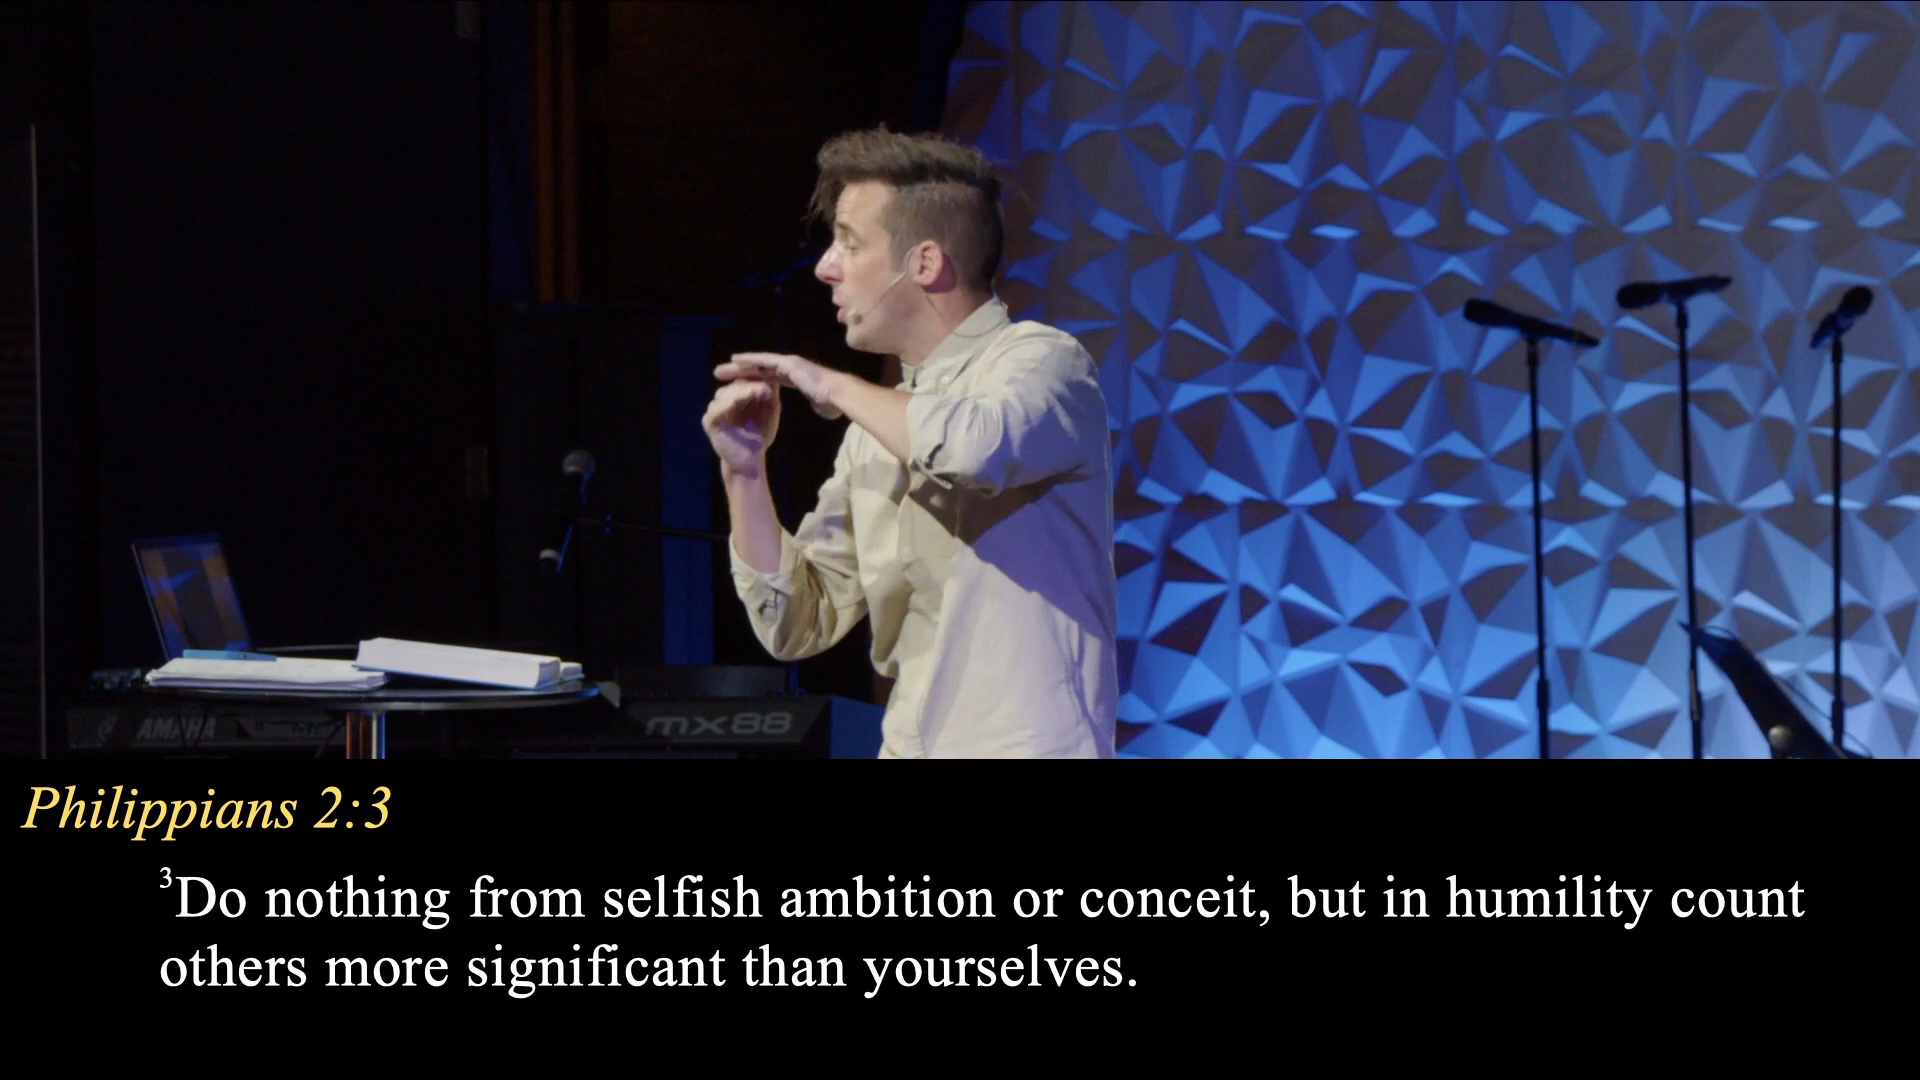 AMAHA
mx88
Philippians 2:3
³Do nothing from selfish ambition or conceit, but in humility count
others more significant than yourselves.